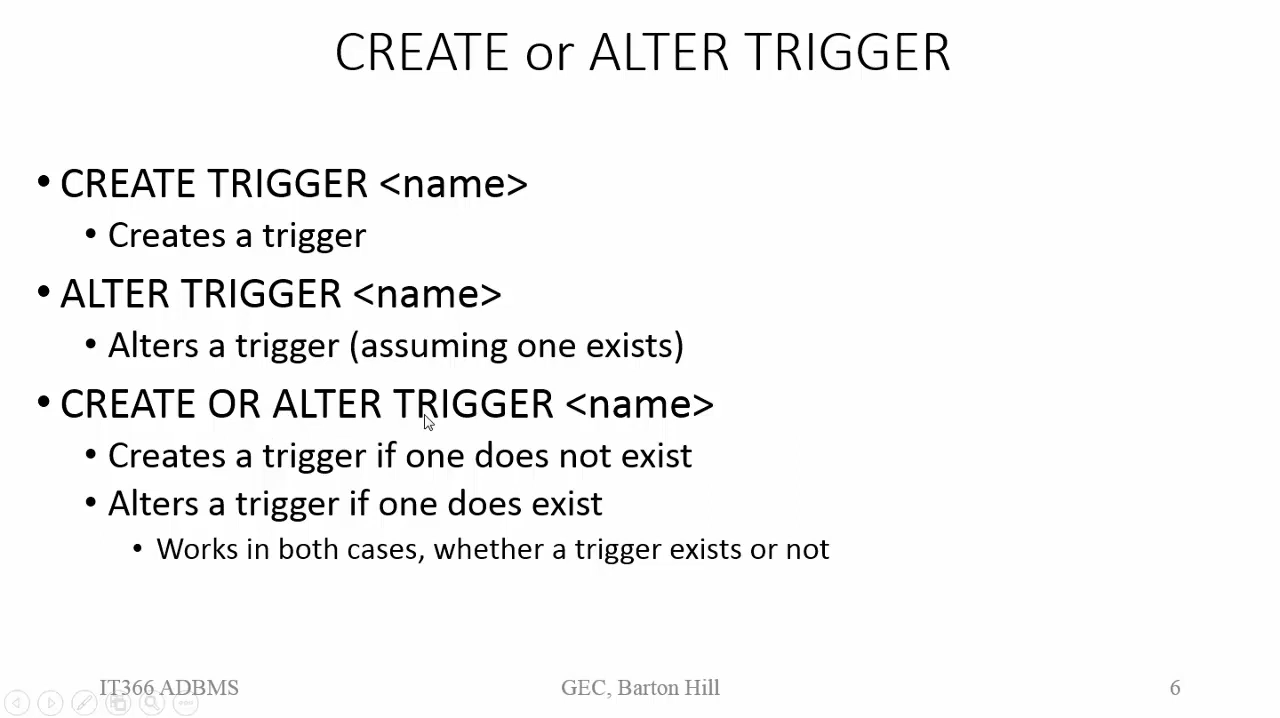 CREATE or ALTER TRIGGER
• CREATE TRIGGER <name>
• Creates a trigger
• ALTER TRIGGER <name>
• Alters a trigger (assuming one exists)
• CREATE OR ALTER TRIGGER <name>
• Creates a trigger if one does not exist
• Alters a trigger if one does exist
• Works in both cases, whether a trigger exists or not
IT366 ADBMS
GEC, Barton Hill
6